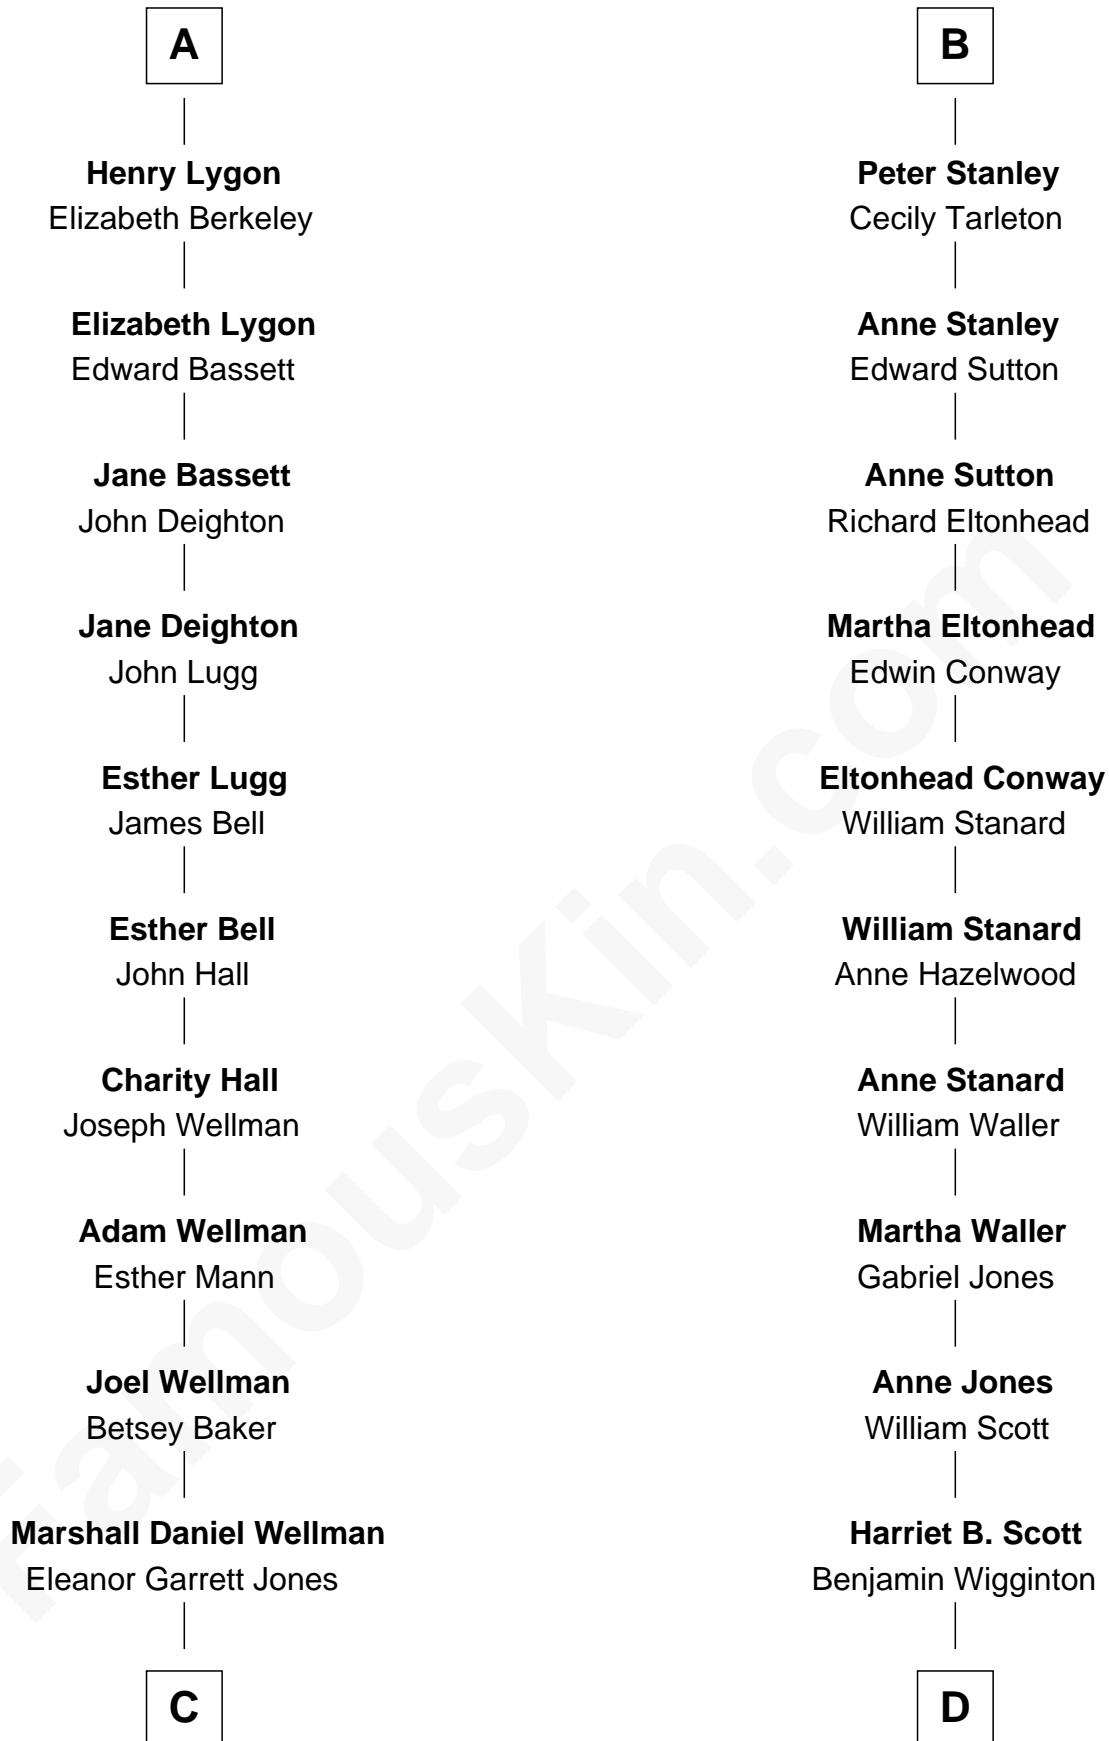 A
Henry Lygon
Elizabeth Berkeley
Elizabeth Lygon
Edward Bassett
Jane Bassett
John Deighton
Jane Deighton
John Lugg
Esther Lugg
James Bell
Esther Bell
John Hall
Charity Hall
Joseph Wellman
Adam Wellman
Esther Mann
Joel Wellman
Betsey Baker
Marshall Daniel Wellman
Eleanor Garrett Jones
C
B
Peter Stanley
Cecily Tarleton
Anne Stanley
Edward Sutton
Anne Sutton
Richard Eltonhead
Martha Eltonhead
Edwin Conway
Eltonhead Conway
William Stanard
William Stanard
Anne Hazelwood
Anne Stanard
William Waller
Martha Waller
Gabriel Jones
Anne Jones
William Scott
Harriet B. Scott
Benjamin Wigginton
D
FamousKin.com